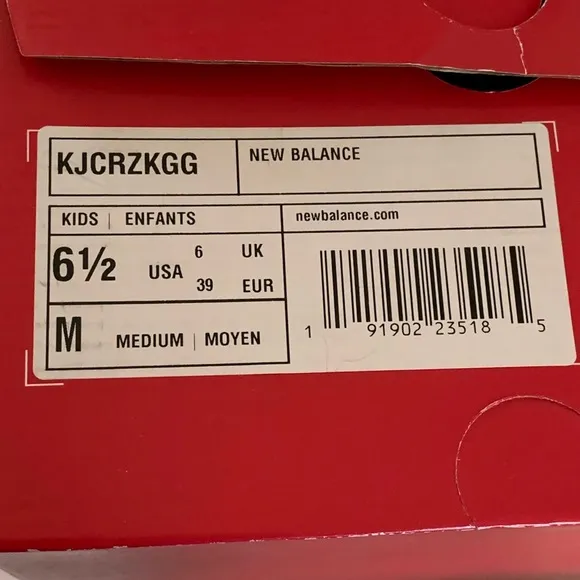 KJCRZKGG
NEW BALANCE
KIDS | ENFANTS
newbalance.com
6½ USA 6 UK
39 EUR
M MEDIUM | MOYEN
1 91902 23518 5